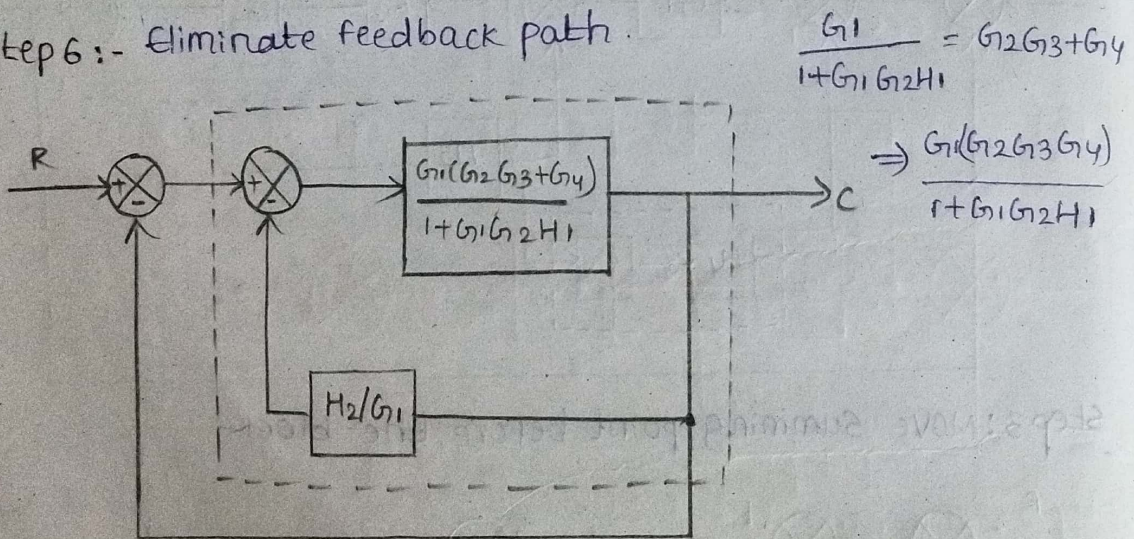 tep 6 :- Eliminate feedback path.
G1
1+G1G2H1
= G2G3+G4
⇒ G1(G2G3G4)
1+G1G2H1
R
+
-
+
-
G1(G2G3+G4)
1+G1G2H1
C
H2/G1